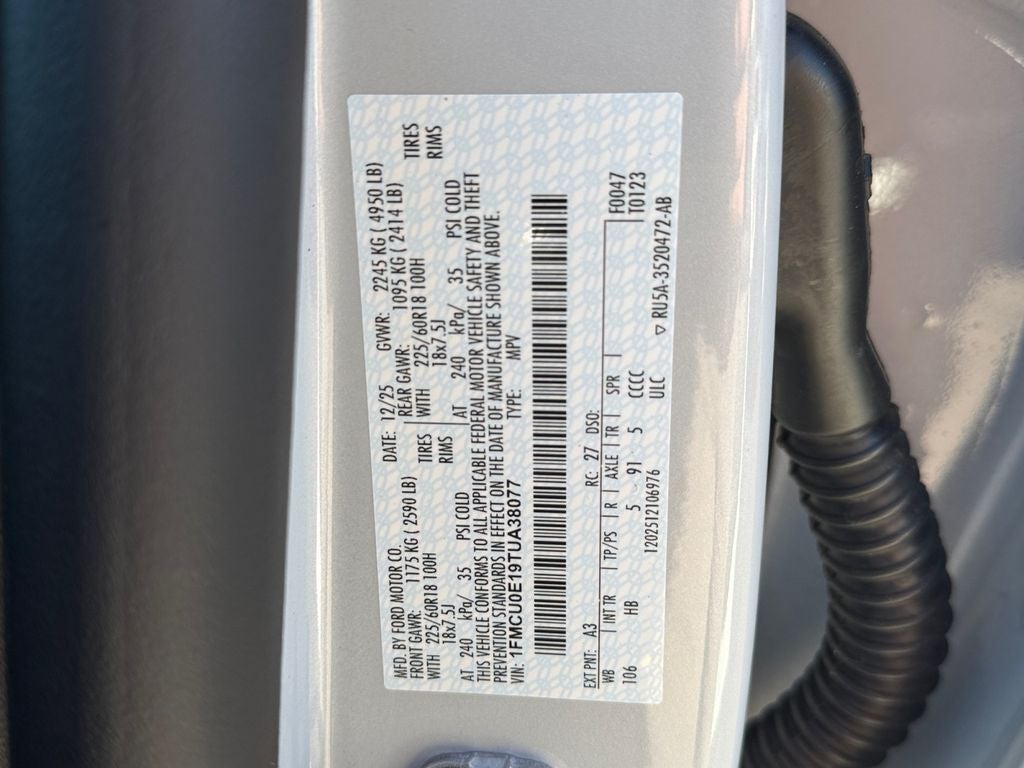 MFD. BY FORD MOTOR CO.
DATE: 12/25 GVWR: 2245 KG ( 4950 LB)
FRONT GAWR: 1175 KG ( 2590 LB) REAR GAWR: 1095 KG ( 2414 LB)
WITH 225/60R18 100H TIRES WITH 225/60R18 100H TIRES
18x7.5J RIMS 18x7.5J RIMS
AT 240 kPa/ 35 PSI COLD AT 240 kPa/ 35 PSI COLD
THIS VEHICLE CONFORMS TO ALL APPLICABLE FEDERAL MOTOR VEHICLE SAFETY AND THEFT
PREVENTION STANDARDS IN EFFECT ON THE DATE OF MANUFACTURE SHOWN ABOVE.
VIN: 1FMCU0E19TUA38077 TYPE: MPV
EXT PNT: A3 RC: 27 DSO: F0047
WB INT TR TP/PS R AXLE TR SPR T0123
106 HB 5 91 5 CCCC
120251210 6976 ULC ▽ RU5A-3520472-AB